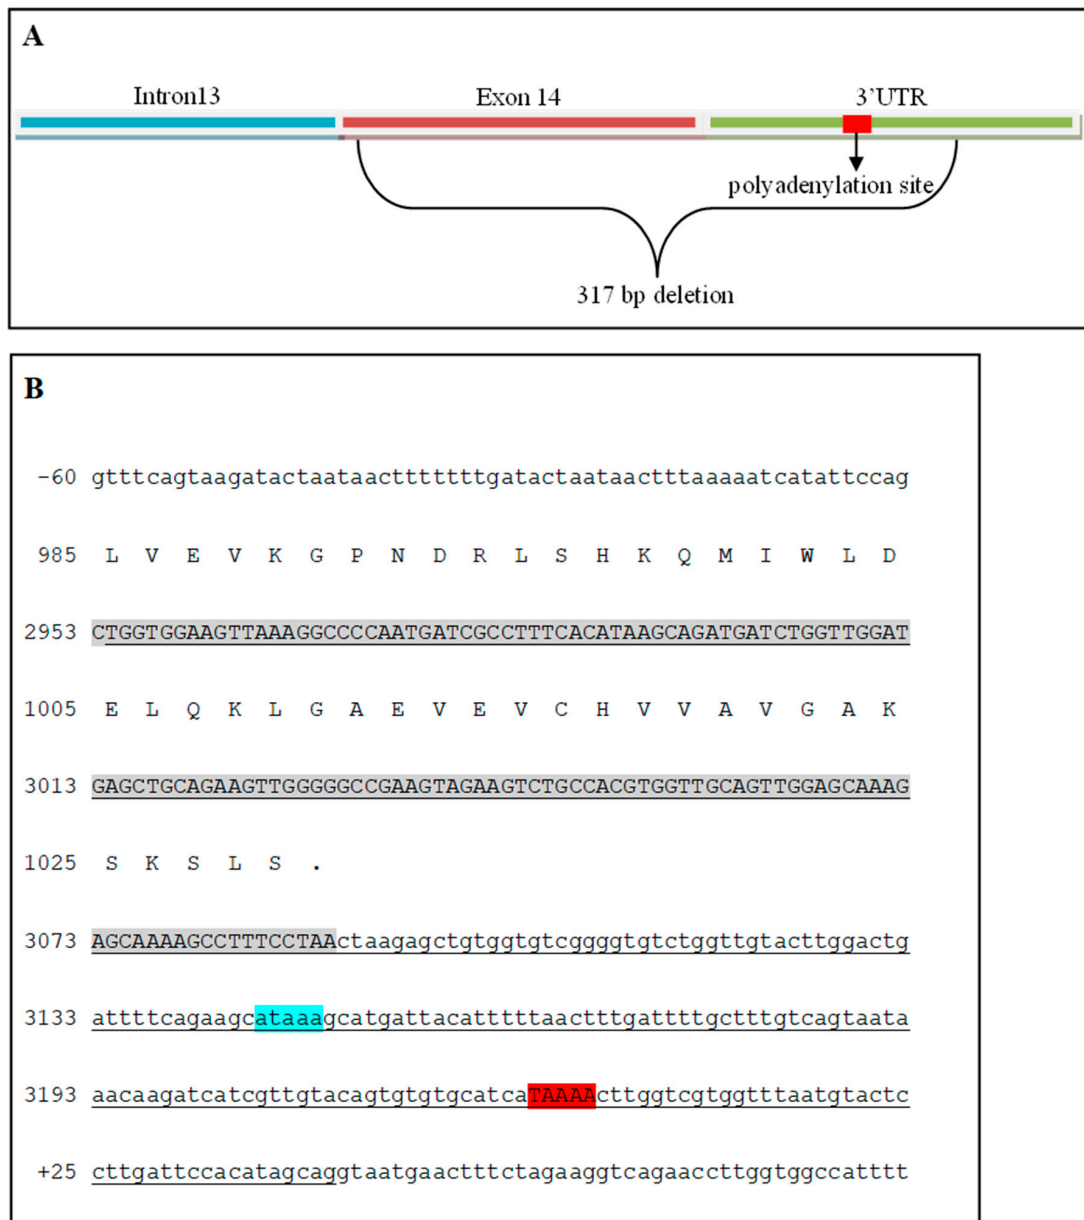 A
Intron13 Exon 14 3'UTR
polyadenylation site
317 bp deletion
B
-60 gtttcagtaagatactaataactttttttgatactaataactttaaaaatcatattccag
985 L V E V K G P N D R L S H K Q M I W L D
2953 CTGGTGGAAGTTAAAGGCCCCAATGATCGCCTTTCACATAAGCAGATGATCTGGTTGGAT
1005 E L Q K L G A E V E V C H V V A V G A K
3013 GAGCTGCAGAAGTTGGGGGCCGAAGTAGAAGTCTGCCACGTGGTTGCAGTTGGAGCAAAG
1025 S K S L S .
3073 AGCAAAAGCCTTTCCTAActaagagctgtggtgtcggggtgtctggttgtacttggactg
3133 attttcagaagcataaagcatgattacatttttaactttgattttgctttgtcagtaata
3193 aacaagatcatcgttgtacagtgtgtgcatcaTAAAActtggtcgtggtttaatgtactc
+25 cttgattccacatagcaggtaatgaactttctagaaggtcagaaccttggtggccatttt